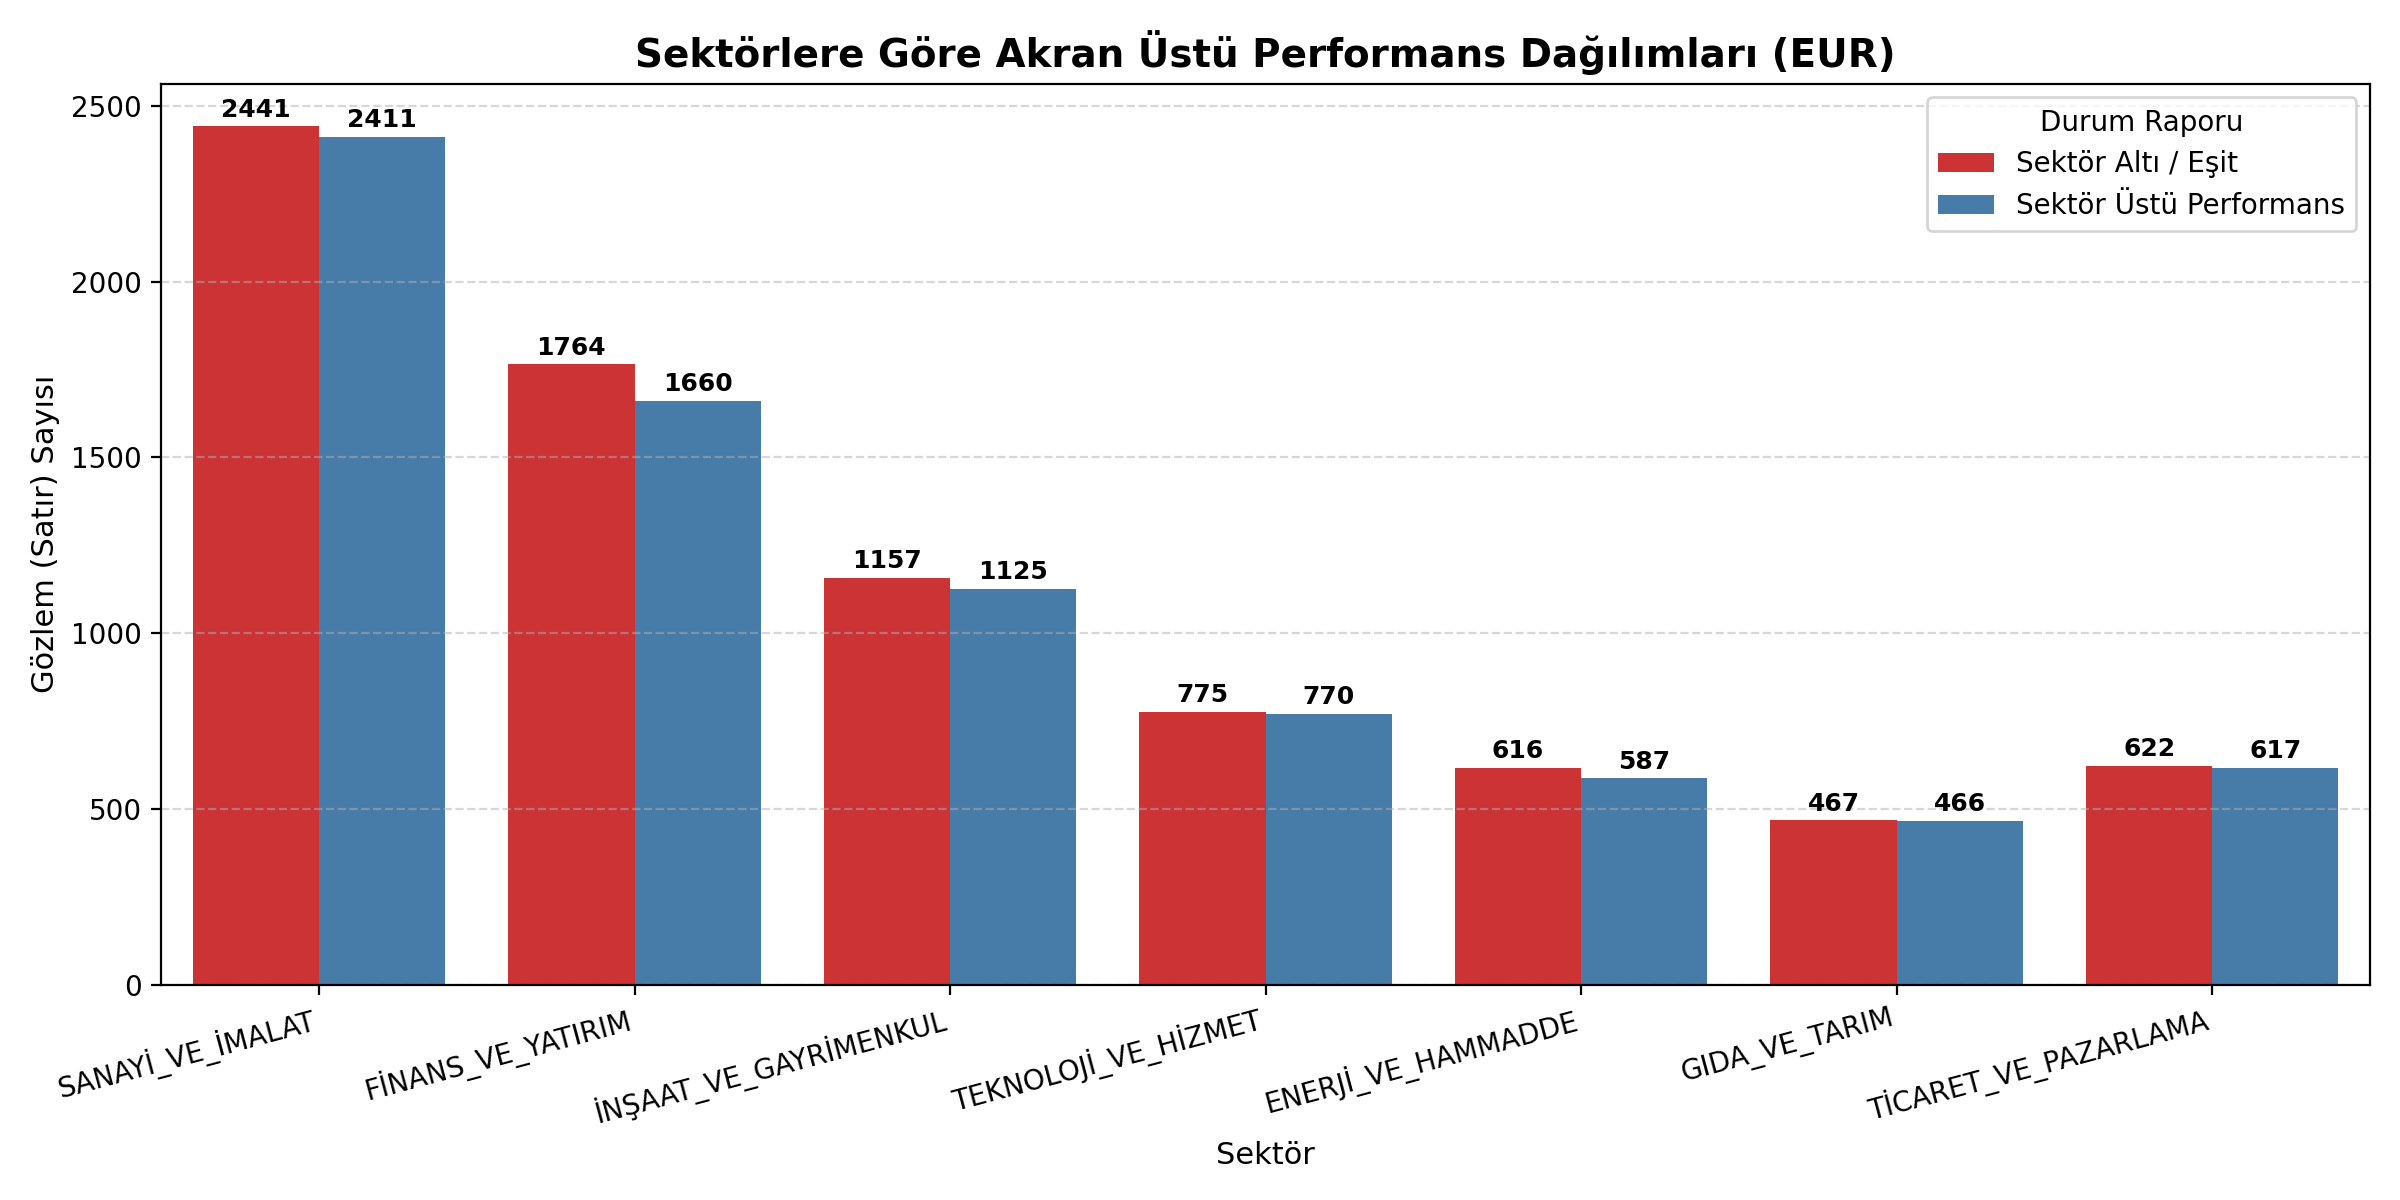 Sektörlere Göre Akran Üstü Performans Dağılımları (EUR)
Durum Raporu
Sektör Altı / Eşit
Sektör Üstü Performans
Gözlem (Satır) Sayısı
2500
2000
1500
1000
500
0
2441
2411
1764
1660
1157
1125
775
770
616
587
467
466
622
617
SANAYİ_VE_İMALAT
FİNANS_VE_YATIRIM
İNŞAAT_VE_GAYRİMENKUL
TEKNOLOJİ_VE_HİZMET
ENERJİ_VE_HAMMADDE
GIDA_VE_TARIM
TİCARET_VE_PAZARLAMA
Sektör